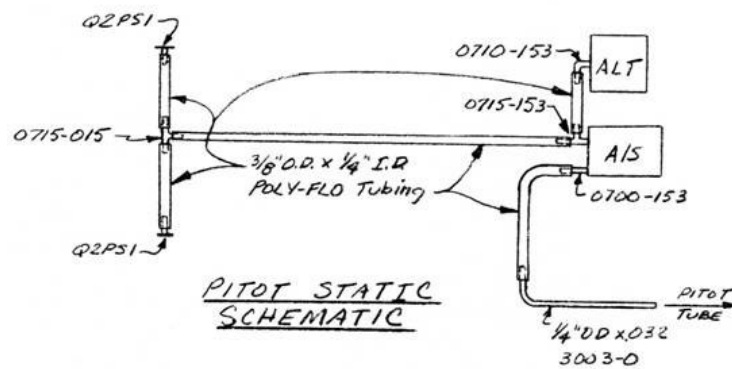 Q2PS1
0710-153
ALT
0715-153
0715-015
A/S
3/8" O.D. x 1/4" I.D.
POLY-FLO Tubing
0700-153
Q2PS1
PITOT STATIC
SCHEMATIC
PITOT
TUBE
1/4" OD x .032
3003-0